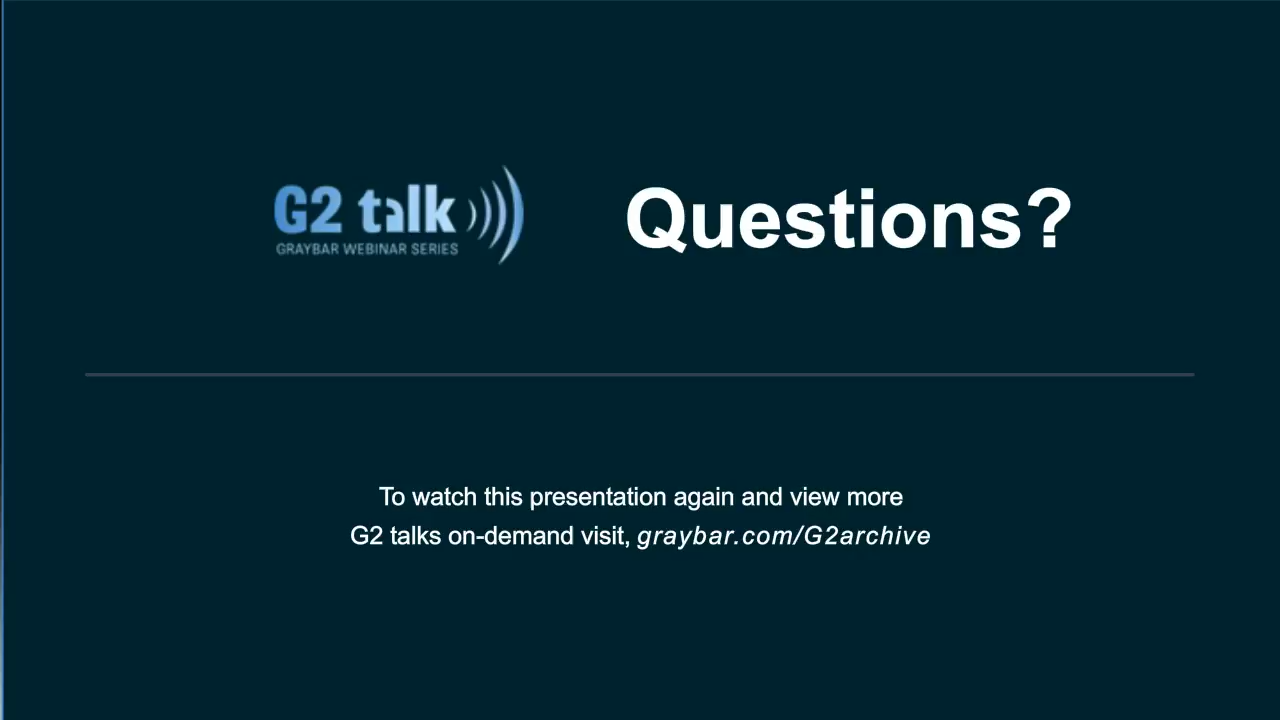 G2 talk
GRAYBAR WEBINAR SERIES
Questions?
To watch this presentation again and view more
G2 talks on-demand visit, graybar.com/G2archive